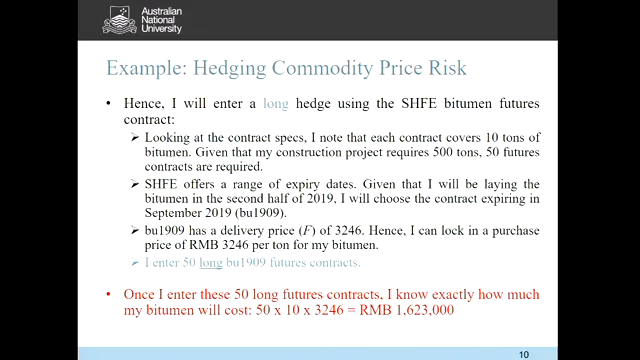 Australian
National
University
Example: Hedging Commodity Price Risk
• Hence, I will enter a long hedge using the SHFE bitumen futures
contract:
➢ Looking at the contract specs, I note that each contract covers 10 tons of
bitumen. Given that my construction project requires 500 tons, 50 futures
contracts are required.
➢ SHFE offers a range of expiry dates. Given that I will be laying the
bitumen in the second half of 2019, I will choose the contract expiring in
September 2019 (bu1909).
➢ bu1909 has a delivery price (F) of 3246. Hence, I can lock in a purchase
price of RMB 3246 per ton for my bitumen.
➢ I enter 50 long bu1909 futures contracts.
• Once I enter these 50 long futures contracts, I know exactly how much
my bitumen will cost: 50 x 10 x 3246 = RMB 1,623,000
10